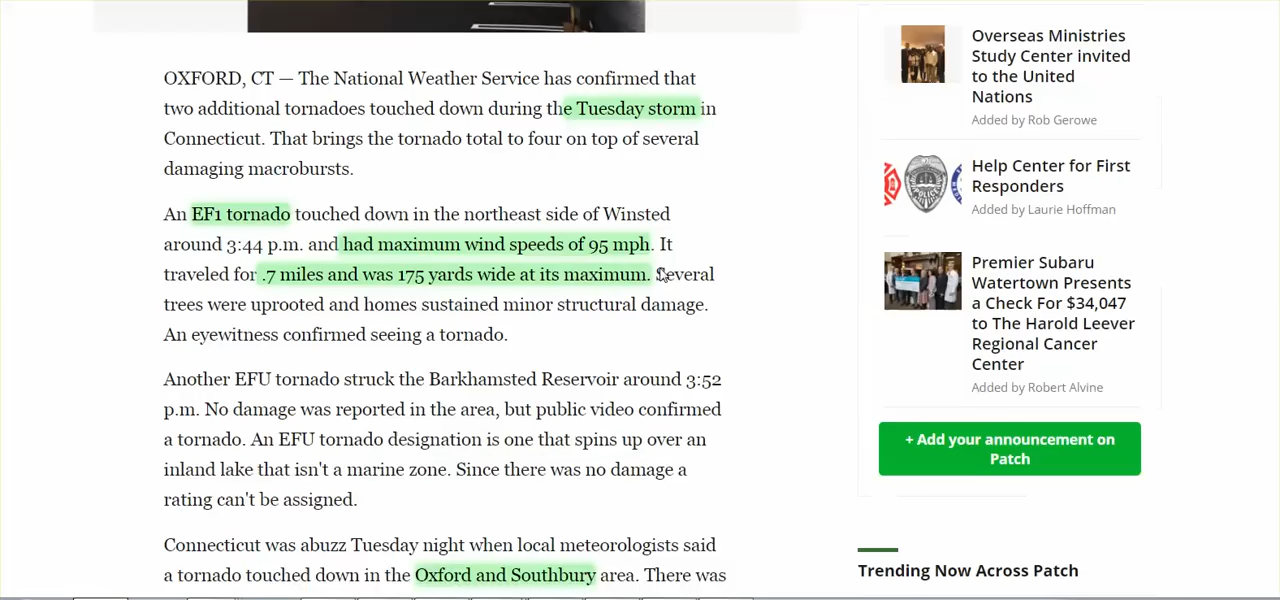 OXFORD, CT — The National Weather Service has confirmed that
two additional tornadoes touched down during the Tuesday storm in
Connecticut. That brings the tornado total to four on top of several
damaging macrobursts.
An EF1 tornado touched down in the northeast side of Winsted
around 3:44 p.m. and had maximum wind speeds of 95 mph. It
traveled for .7 miles and was 175 yards wide at its maximum. Several
trees were uprooted and homes sustained minor structural damage.
An eyewitness confirmed seeing a tornado.
Another EFU tornado struck the Barkhamsted Reservoir around 3:52
p.m. No damage was reported in the area, but public video confirmed
a tornado. An EFU tornado designation is one that spins up over an
inland lake that isn't a marine zone. Since there was no damage a
rating can't be assigned.
Connecticut was abuzz Tuesday night when local meteorologists said
a tornado touched down in the Oxford and Southbury area. There was
Overseas Ministries
Study Center invited
to the United
Nations
Added by Rob Gerowe
Help Center for First
Responders
Added by Laurie Hoffman
Premier Subaru
Watertown Presents
a Check For $34,047
to The Harold Leever
Regional Cancer
Center
Added by Robert Alvine
+ Add your announcement on
Patch
Trending Now Across Patch